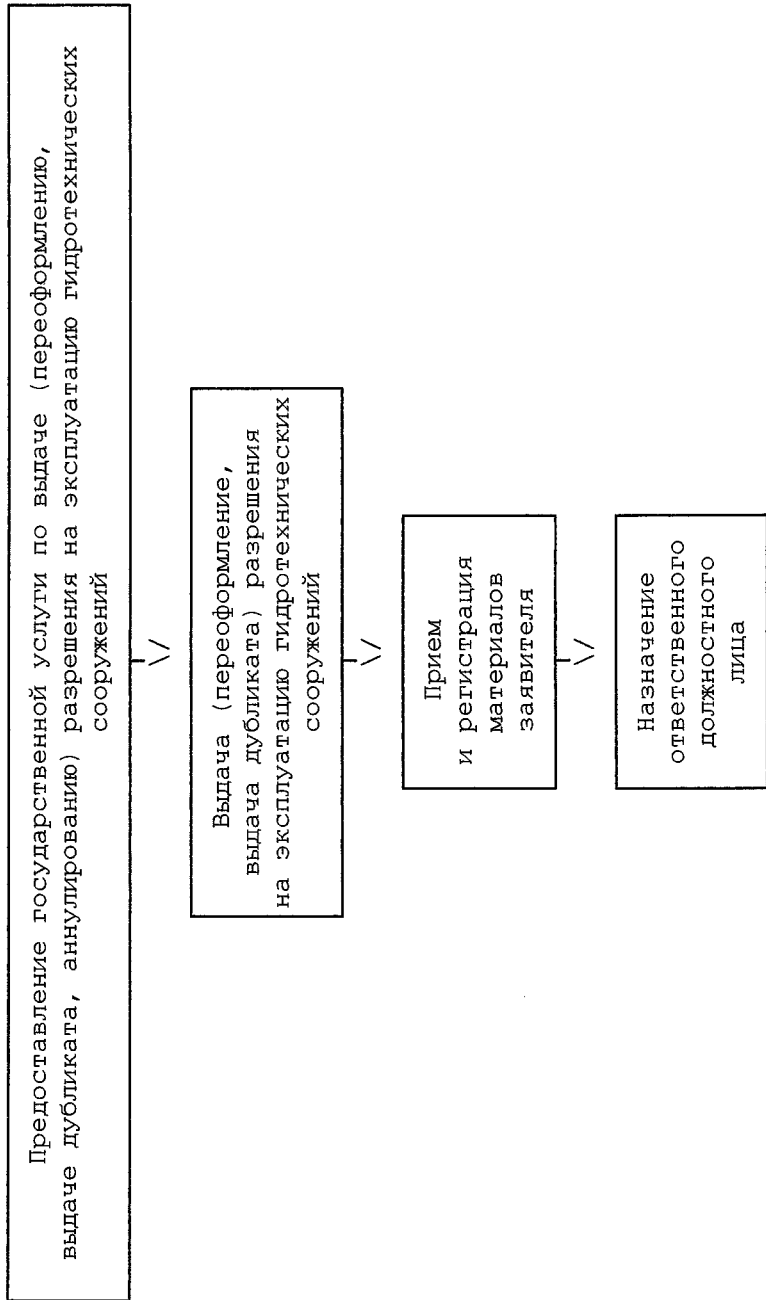 Предоставление государственной услуги по выдаче (переоформлению,
выдаче дубликата, аннулированию) разрешения на эксплуатацию гидротехнических
сооружений
Выдача (переоформление,
выдача дубликата) разрешения
на эксплуатацию гидротехнических
сооружений
Прием
и регистрация
материалов
заявителя
Назначение
ответственного
должностного
лица